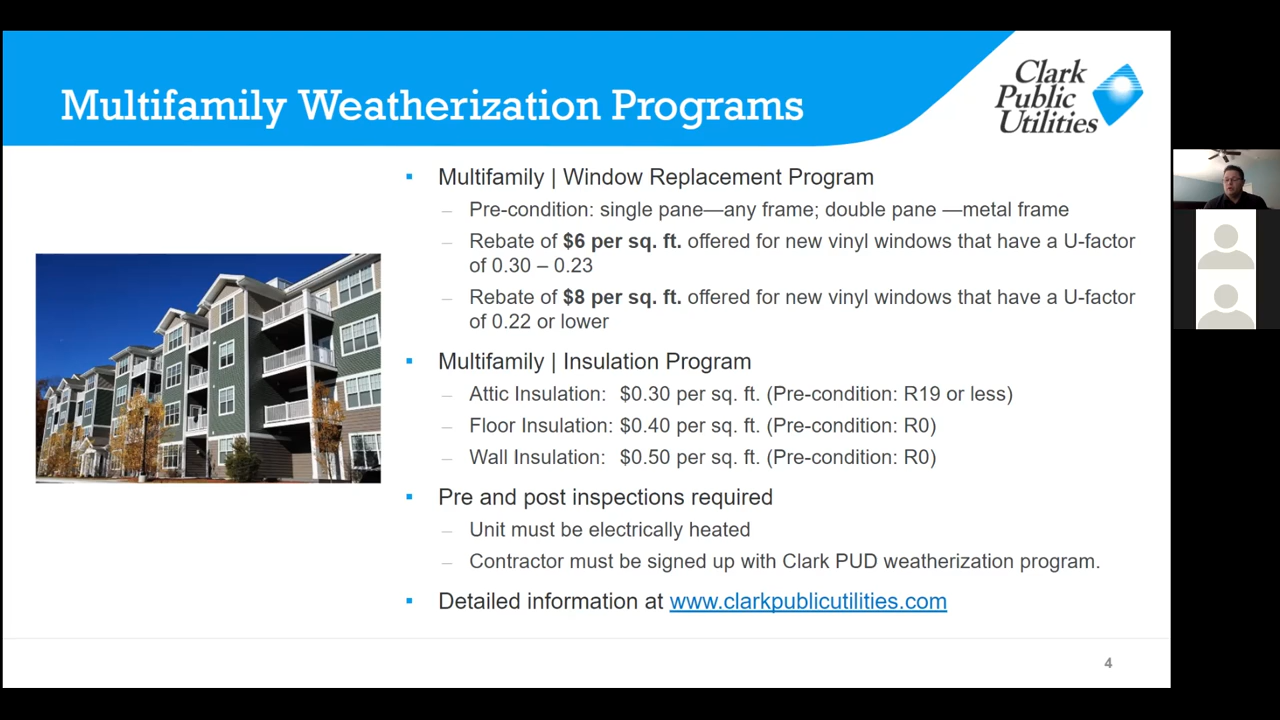 Multifamily Weatherization Programs
Clark
Public
Utilities
▪ Multifamily | Window Replacement Program
– Pre-condition: single pane—any frame; double pane —metal frame
– Rebate of $6 per sq. ft. offered for new vinyl windows that have a U-factor
of 0.30 – 0.23
– Rebate of $8 per sq. ft. offered for new vinyl windows that have a U-factor
of 0.22 or lower
▪ Multifamily | Insulation Program
– Attic Insulation: $0.30 per sq. ft. (Pre-condition: R19 or less)
– Floor Insulation: $0.40 per sq. ft. (Pre-condition: R0)
– Wall Insulation: $0.50 per sq. ft. (Pre-condition: R0)
▪ Pre and post inspections required
– Unit must be electrically heated
– Contractor must be signed up with Clark PUD weatherization program.
▪ Detailed information at www.clarkpublicutilities.com
4